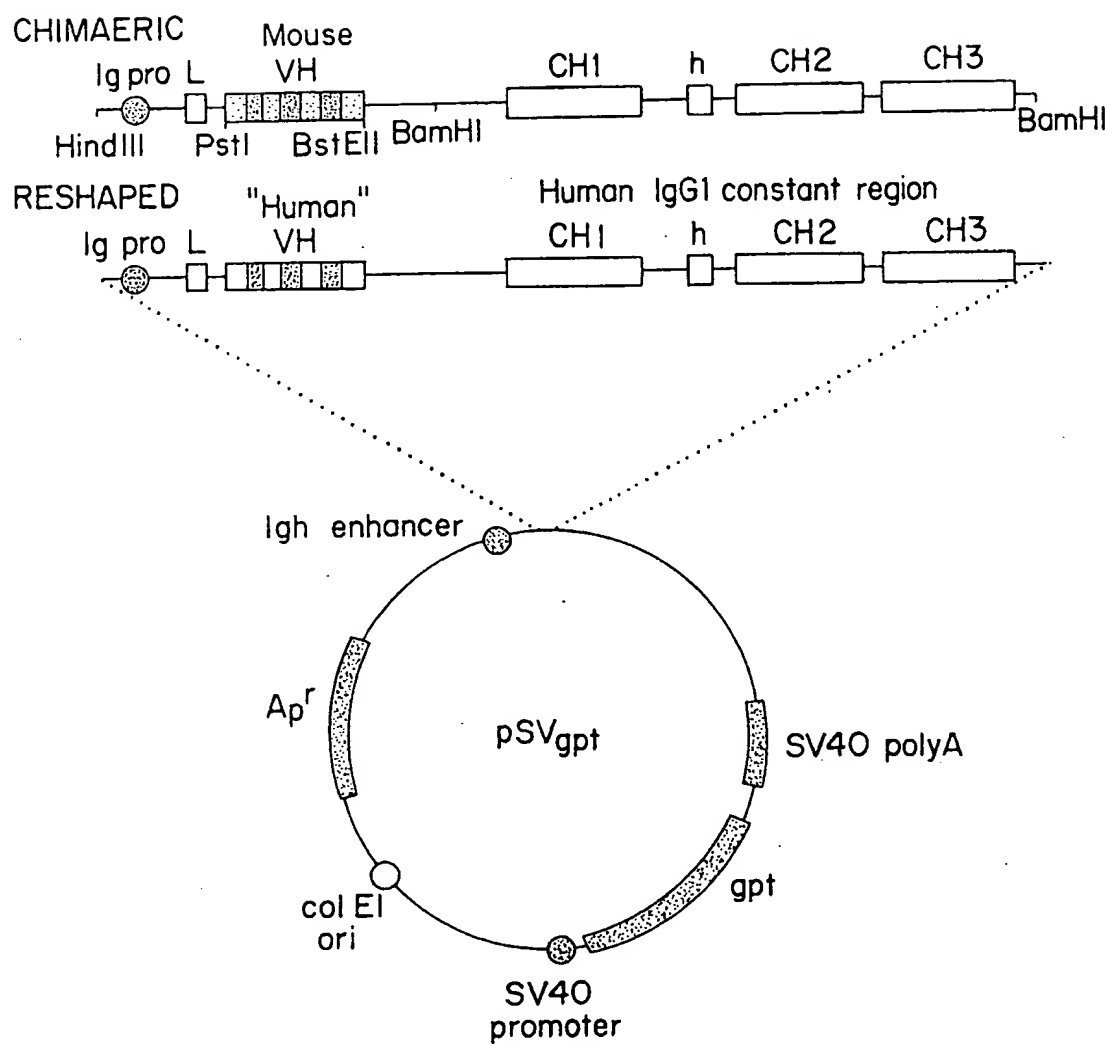 CHIMAERIC
Mouse
Ig pro L VH CH1 h CH2 CH3
HindIII PstI BstEII BamHI BamHI
RESHAPED
"Human" Human IgG1 constant region
Ig pro L VH CH1 h CH2 CH3
Igh enhancer
Apʳ
pSVgpt
SV40 polyA
gpt
col E1
ori
SV40
promoter